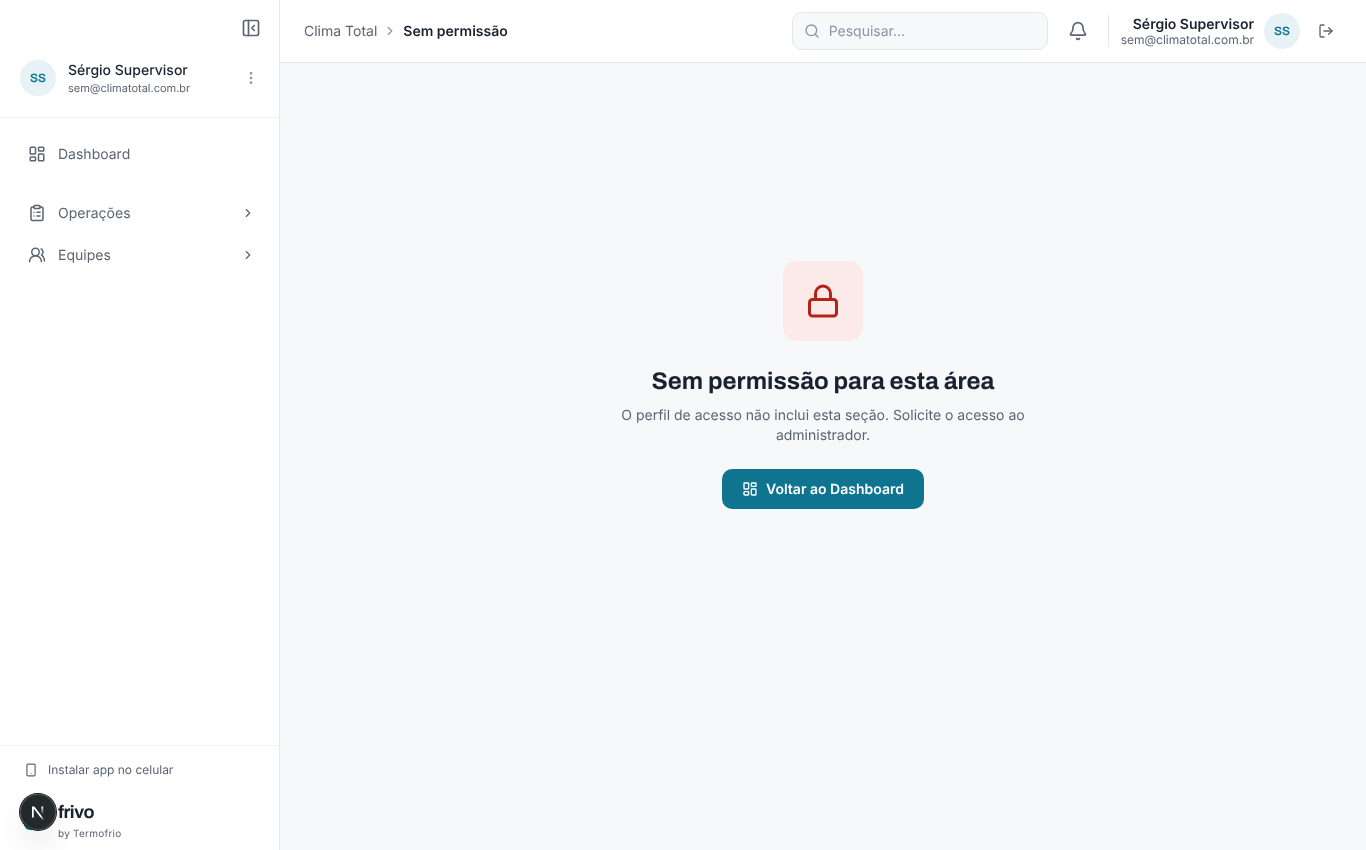 SS
Sérgio Supervisor
sem@climatotal.com.br
Dashboard
Operações
Equipes
Instalar app no celular
N
frivo
by Termofrio
Clima Total
Sem permissão
Pesquisar...
Sérgio Supervisor
sem@climatotal.com.br
SS
Sem permissão para esta área
O perfil de acesso não inclui esta seção. Solicite o acesso ao
administrador.
Voltar ao Dashboard